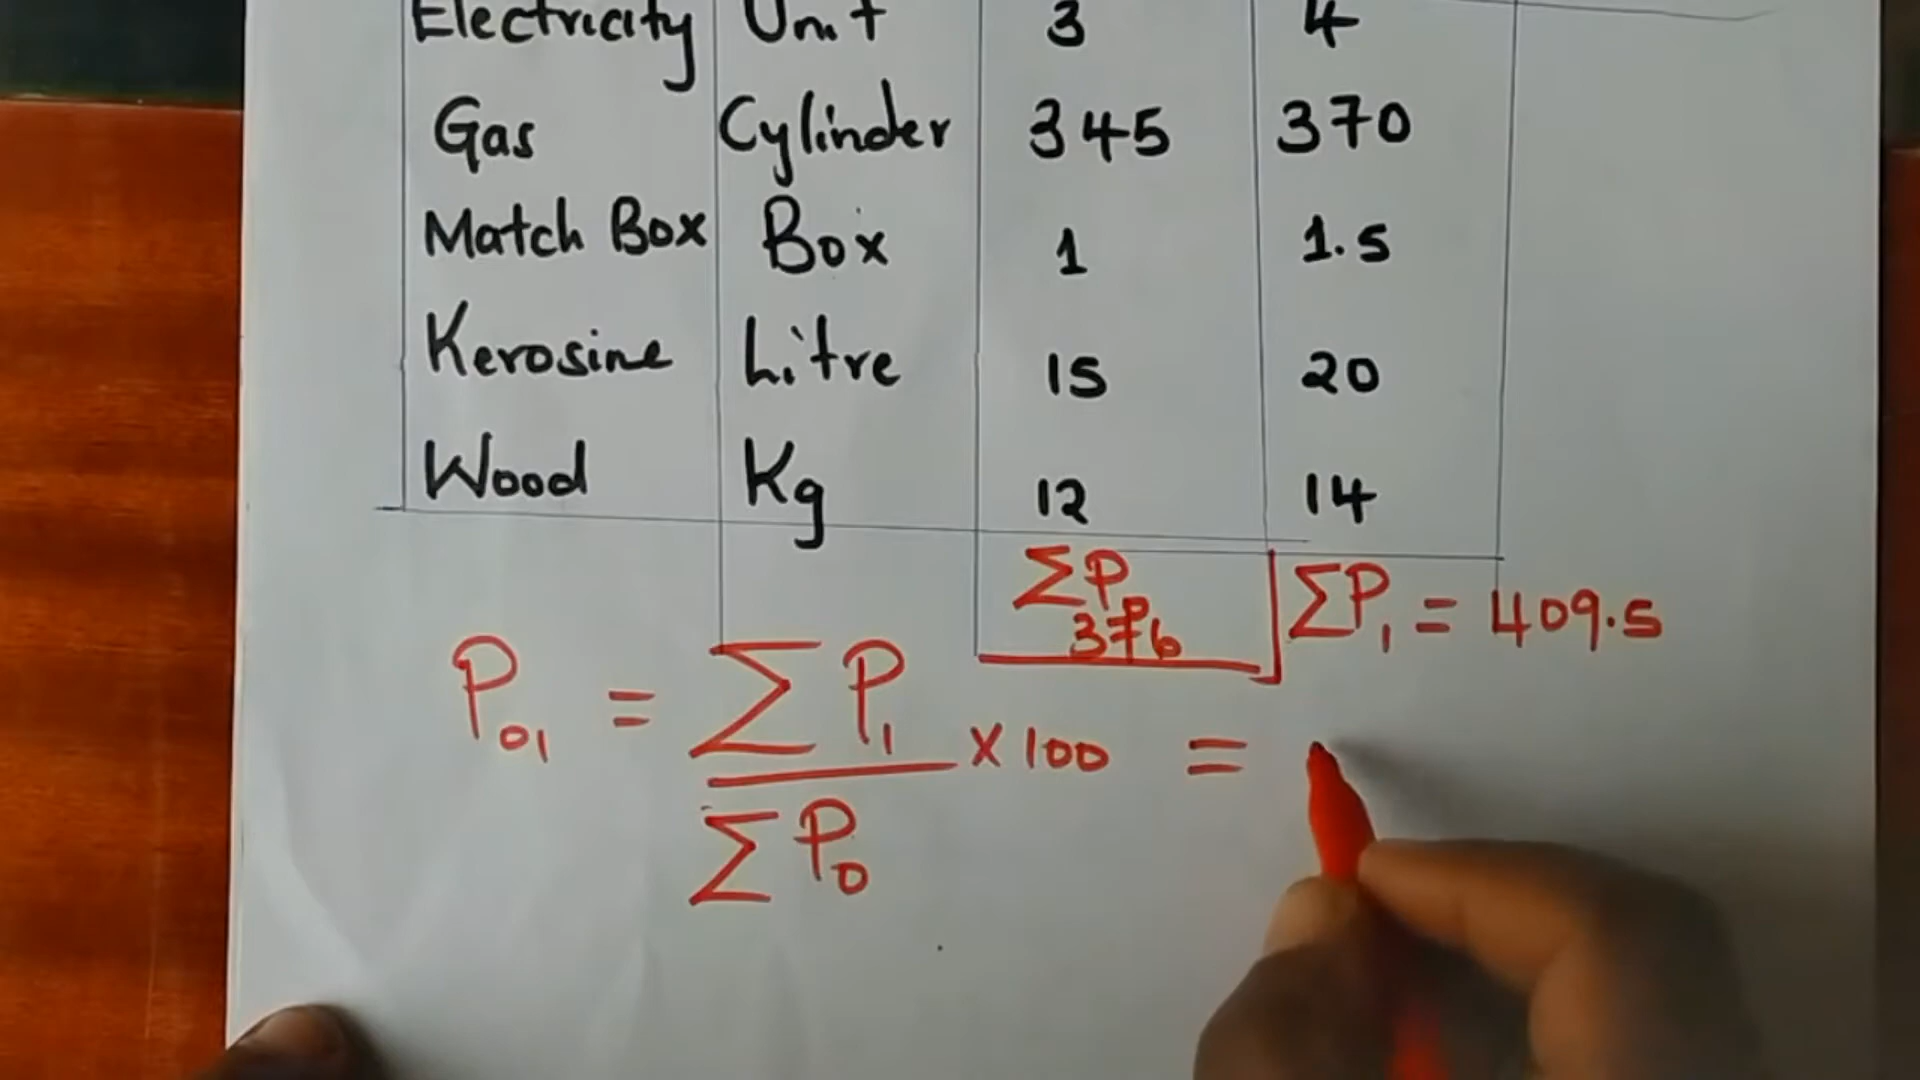 Electricity Unit 3 4
Gas Cylinder 345 370
Match Box Box 1 1.5
Kerosine Litre 15 20
Wood Kg 12 14
ΣP₀ ΣP₁ = 409.5
376
P₀₁ = ΣP₁ × 100 =
ΣP₀